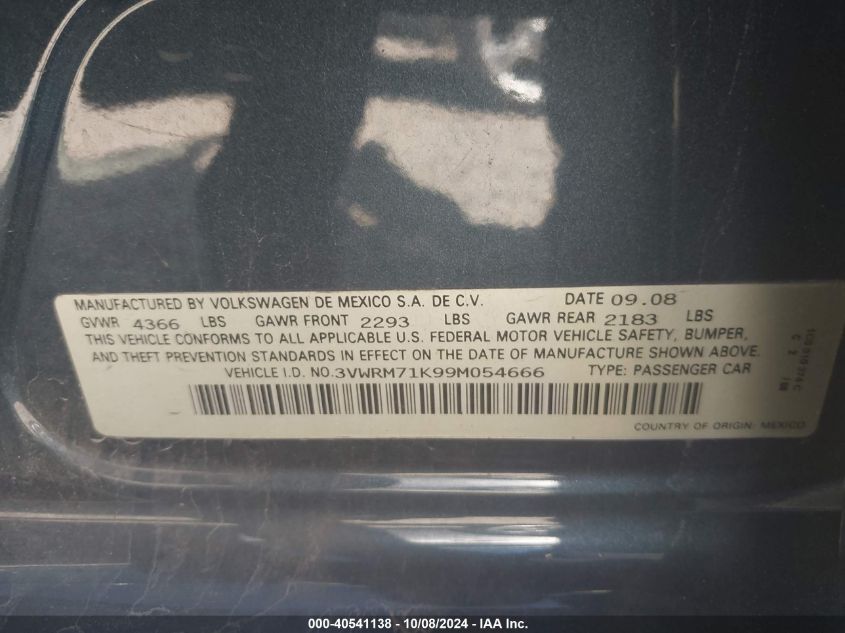 MANUFACTURED BY VOLKSWAGEN DE MEXICO S.A. DE C.V. DATE 09.08
GVWR 4366 LBS GAWR FRONT 2293 LBS GAWR REAR 2183 LBS
THIS VEHICLE CONFORMS TO ALL APPLICABLE U.S. FEDERAL MOTOR VEHICLE SAFETY, BUMPER,
AND THEFT PREVENTION STANDARDS IN EFFECT ON THE DATE OF MANUFACTURE SHOWN ABOVE.
VEHICLE I.D. NO.3VWRM71K99M054666 TYPE: PASSENGER CAR
COUNTRY OF ORIGIN: MEXICO
000-40541138 - 10/08/2024 - IAA Inc.